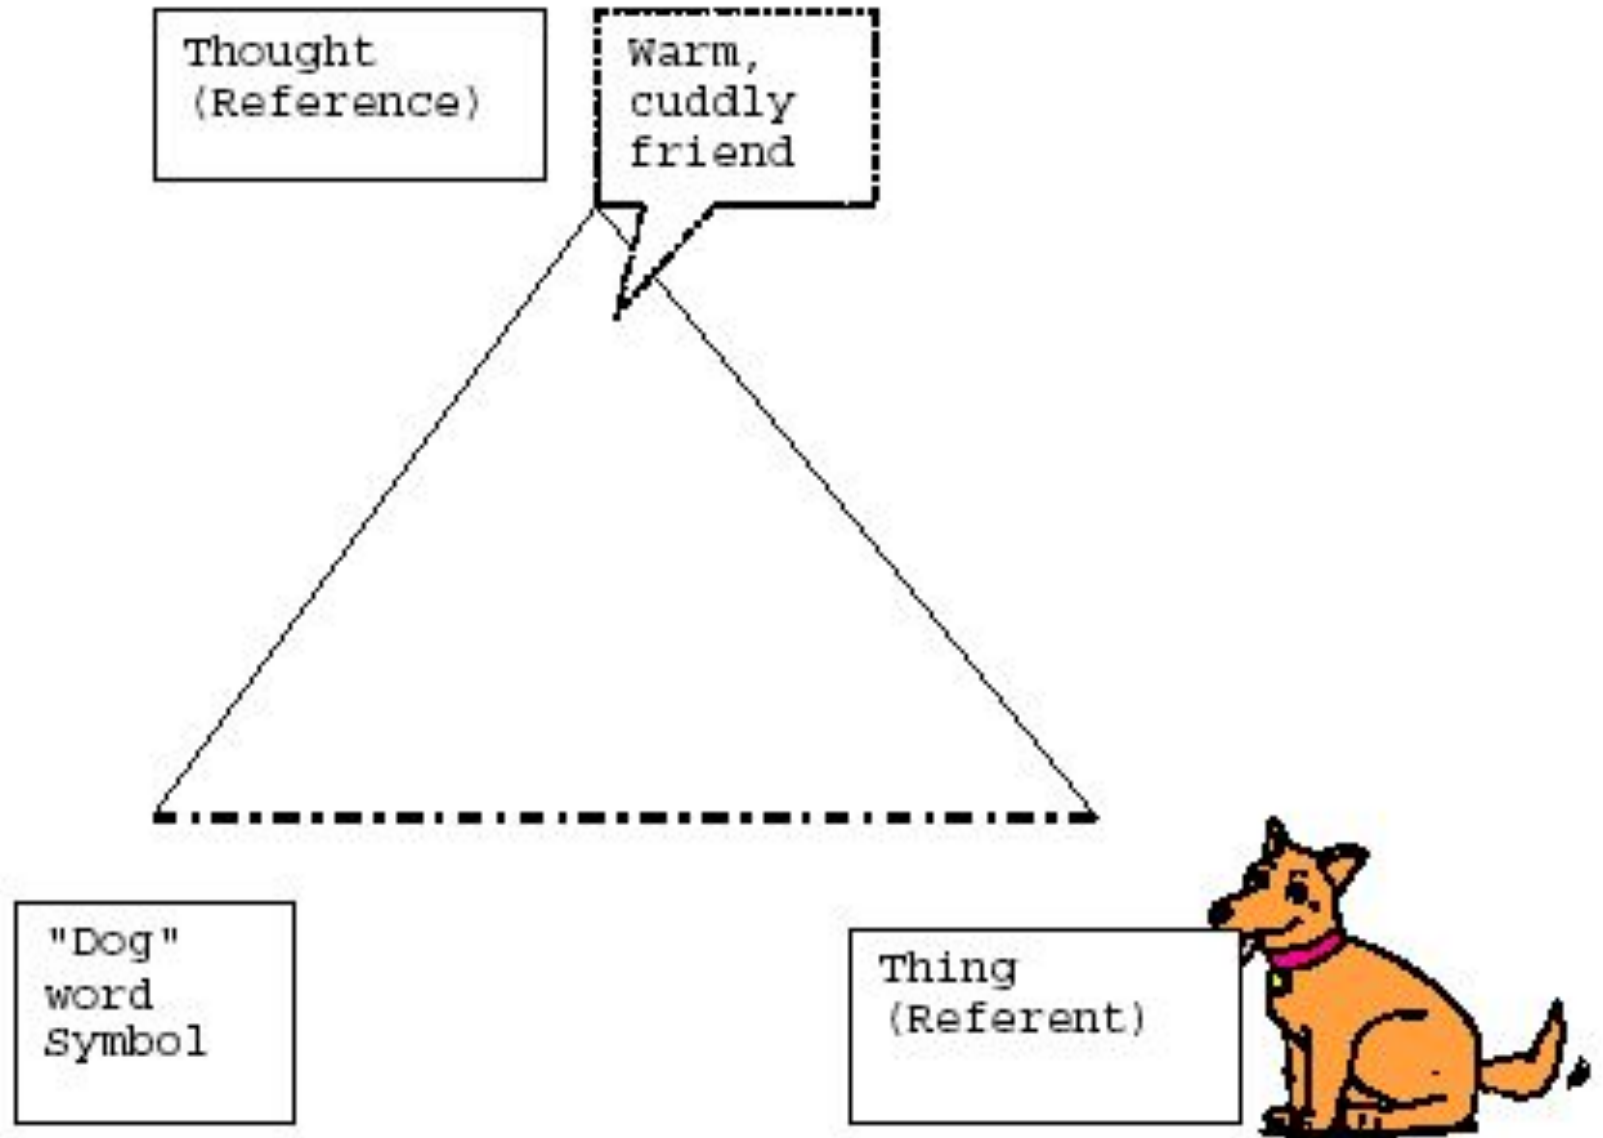 Thought
(Reference)
Warm,
cuddly
friend
"Dog"
word
Symbol
Thing
(Referent)